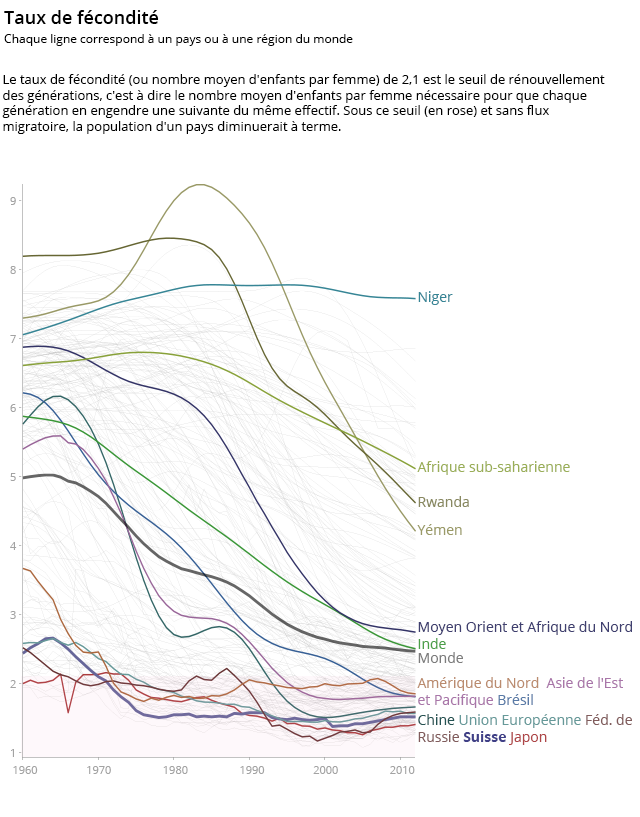 Taux de fécondité
Chaque ligne correspond à un pays ou à une région du monde
Le taux de fécondité (ou nombre moyen d'enfants par femme) de 2,1 est le seuil de rénouvellement
des générations, c'est à dire le nombre moyen d'enfants par femme nécessaire pour que chaque
génération en engendre une suivante du même effectif. Sous ce seuil (en rose) et sans flux
migratoire, la population d'un pays diminuerait à terme.
9
8
7
6
5
4
3
2
1
Niger
Afrique sub-saharienne
Rwanda
Yémen
Moyen Orient et Afrique du Nord
Inde
Monde
Amérique du Nord Asie de l'Est
et Pacifique Brésil
Chine Union Européenne Féd. de
Russie Suisse Japon
1960 1970 1980 1990 2000 2010